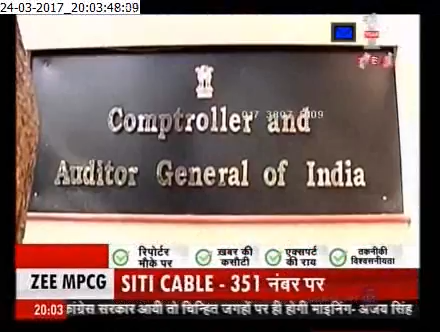 24-03-2017_20:03:48:09
Comptroller and
Auditor General of India
रिपोर्टर
मौके पर
ख़बर की
कसौटी
एक्सपर्ट
की राय
तकनीकी
विश्वसनीयता
ZEE MPCG
SITI CABLE - 351 नंबर पर
20:03
कांग्रेस सरकार आयी तो चिन्हित जगहों पर ही होगी माइनिंग- अजय सिंह